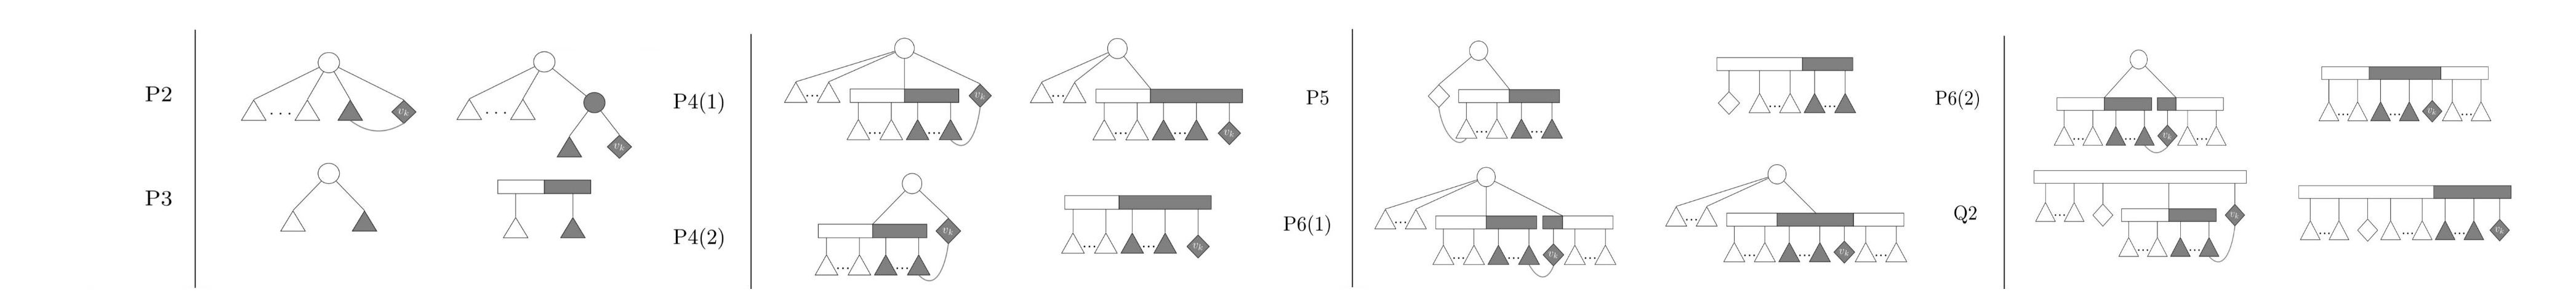 P2 v_k v_k
P3
P4(1) v_k v_k
P4(2) v_k v_k
P5
P6(1) v_k v_k
P6(2) v_k v_k
Q2 v_k v_k